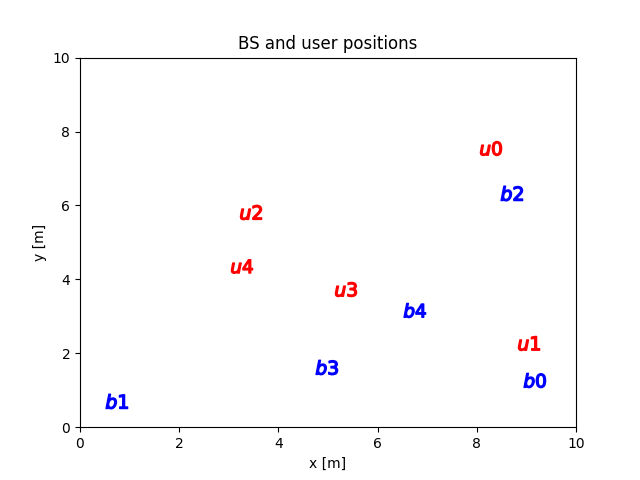 BS and user positions
10
8
6
4
2
0
y [m]
u0
b2
u2
u4
u3
b4
u1
b3
b0
b1
0 2 4 6 8 10
x [m]